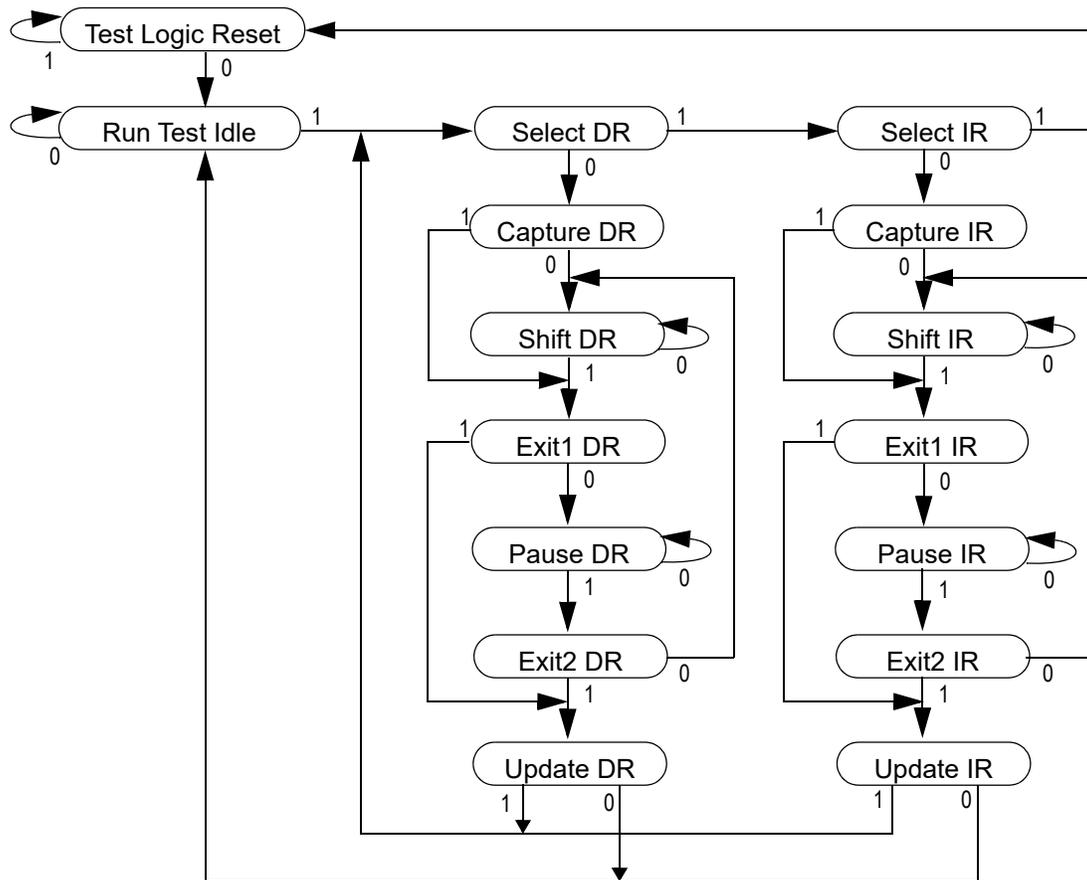 Test Logic Reset
1
0
Run Test Idle
1
Select DR
1
Select IR
1
0
0
0
1
Capture DR
1
Capture IR
0
0
Shift DR
Shift IR
0
0
1
1
1
Exit1 DR
1
Exit1 IR
0
0
Pause DR
Pause IR
0
0
1
1
Exit2 DR
Exit2 IR
0
0
1
1
Update DR
Update IR
1
0
1
0